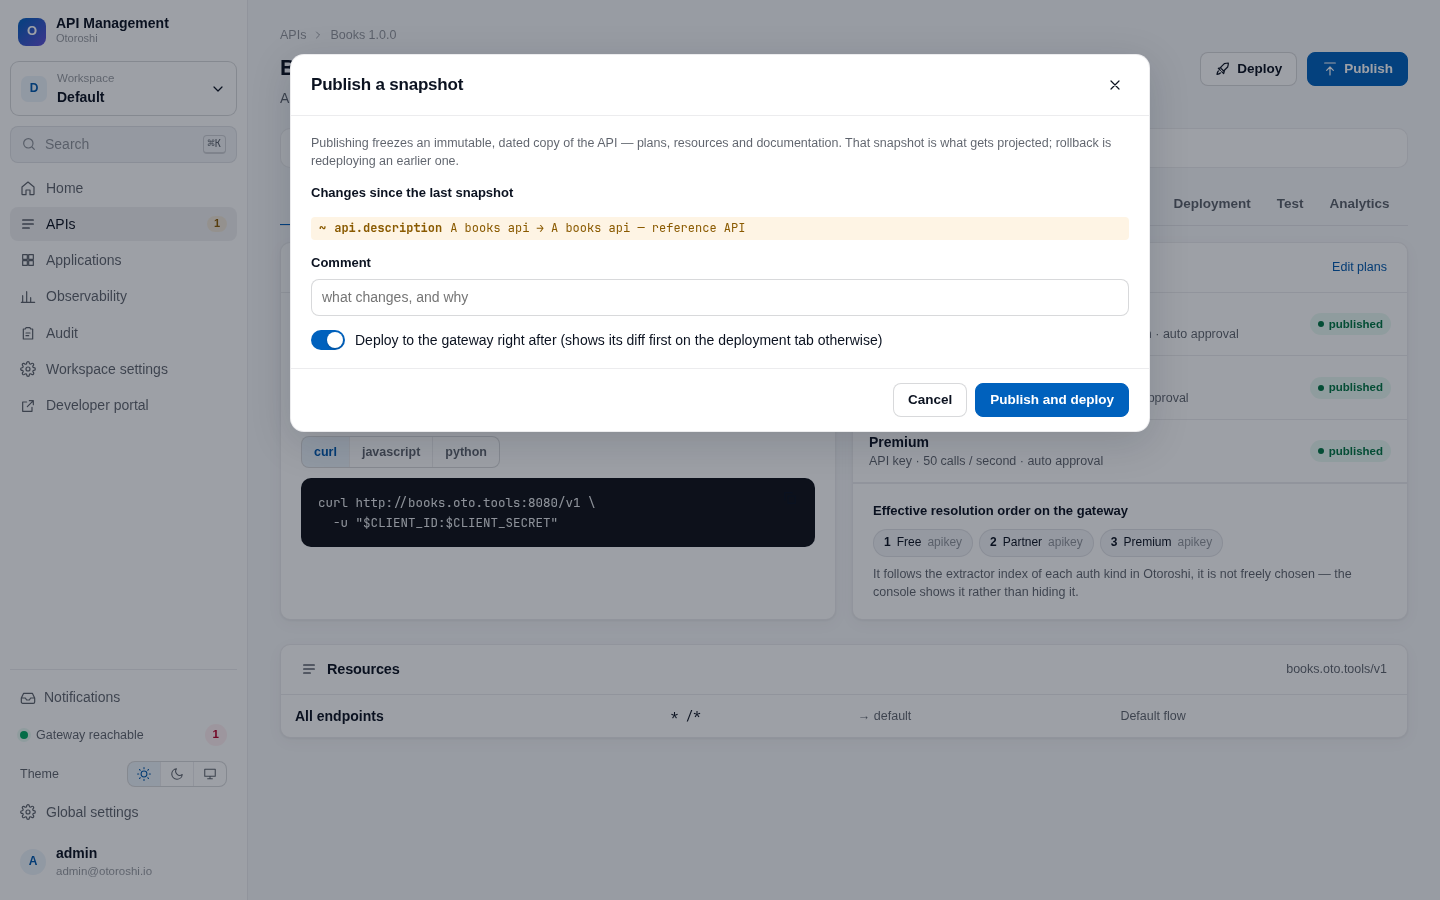 O
API Management
Otoroshi
D
Workspace
Default
Search
⌘K
Home
APIs
1
Applications
Observability
Audit
Workspace settings
Developer portal
Notifications
Gateway reachable
1
Theme
Global settings
A
admin
admin@otoroshi.io
APIs
Books 1.0.0
Deploy
Publish
Publish a snapshot
Publishing freezes an immutable, dated copy of the API — plans, resources and documentation. That snapshot is what gets projected; rollback is
redeploying an earlier one.
Changes since the last snapshot
~ api.description A books api → A books api — reference API
Comment
what changes, and why
Deploy to the gateway right after (shows its diff first on the deployment tab otherwise)
Cancel
Publish and deploy
Deployment
Test
Analytics
Edit plans
· auto approval
published
published
Premium
API key · 50 calls / second · auto approval
published
curl
javascript
python
curl http://books.oto.tools:8080/v1 \
-u "$CLIENT_ID:$CLIENT_SECRET"
Effective resolution order on the gateway
1 Free apikey
2 Partner apikey
3 Premium apikey
It follows the extractor index of each auth kind in Otoroshi, it is not freely chosen — the
console shows it rather than hiding it.
Resources
books.oto.tools/v1
All endpoints
* /*
→ default
Default flow